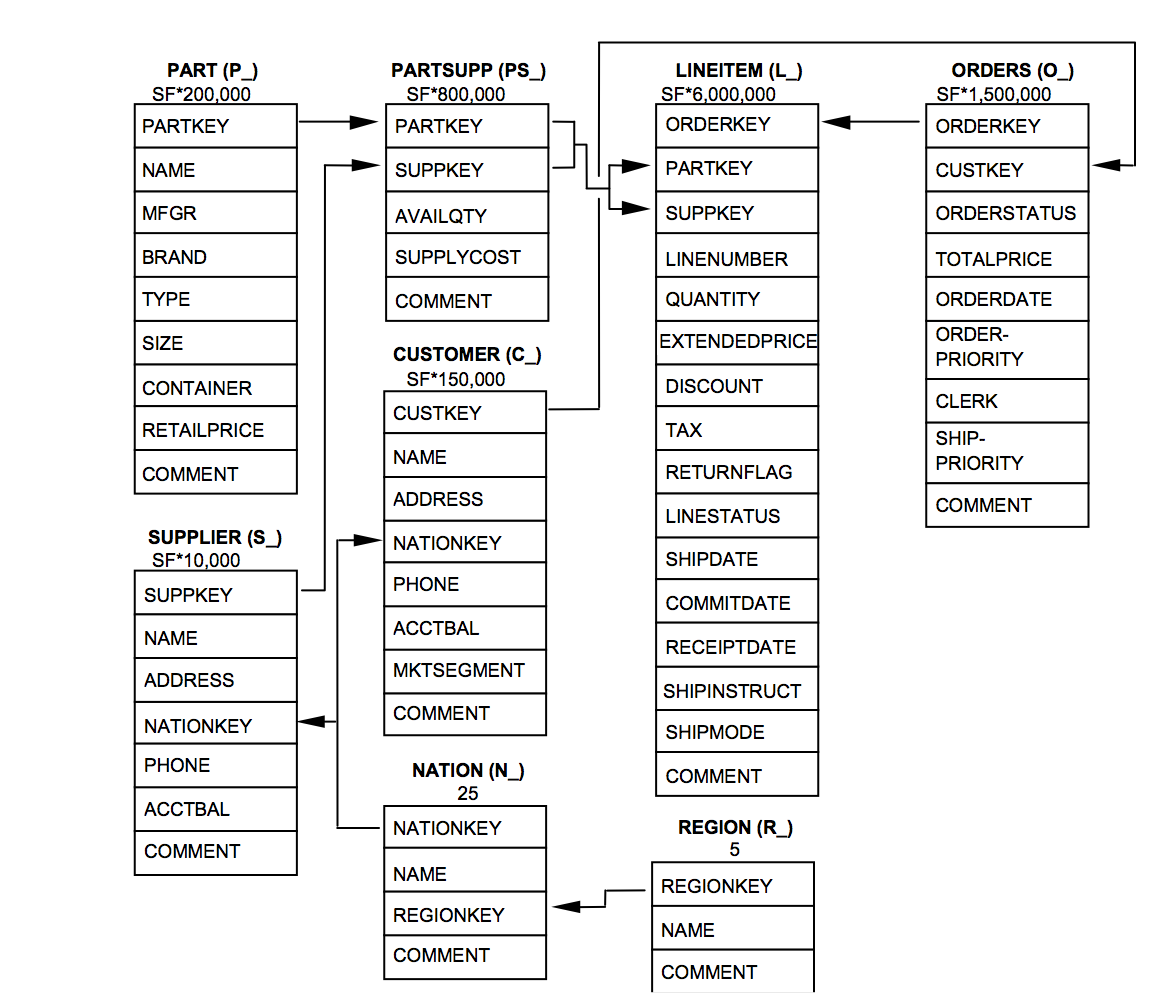 PART (P_)
SF*200,000
PARTKEY
NAME
MFGR
BRAND
TYPE
SIZE
CONTAINER
RETAILPRICE
COMMENT
SUPPLIER (S_)
SF*10,000
SUPPKEY
NAME
ADDRESS
NATIONKEY
PHONE
ACCTBAL
COMMENT
PARTSUPP (PS_)
SF*800,000
PARTKEY
SUPPKEY
AVAILQTY
SUPPLYCOST
COMMENT
CUSTOMER (C_)
SF*150,000
CUSTKEY
NAME
ADDRESS
NATIONKEY
PHONE
ACCTBAL
MKTSEGMENT
COMMENT
NATION (N_)
25
NATIONKEY
NAME
REGIONKEY
COMMENT
LINEITEM (L_)
SF*6,000,000
ORDERKEY
PARTKEY
SUPPKEY
LINENUMBER
QUANTITY
EXTENDEDPRICE
DISCOUNT
TAX
RETURNFLAG
LINESTATUS
SHIPDATE
COMMITDATE
RECEIPTDATE
SHIPINSTRUCT
SHIPMODE
COMMENT
REGION (R_)
5
REGIONKEY
NAME
COMMENT
ORDERS (O_)
SF*1,500,000
ORDERKEY
CUSTKEY
ORDERSTATUS
TOTALPRICE
ORDERDATE
ORDER-
PRIORITY
CLERK
SHIP-
PRIORITY
COMMENT